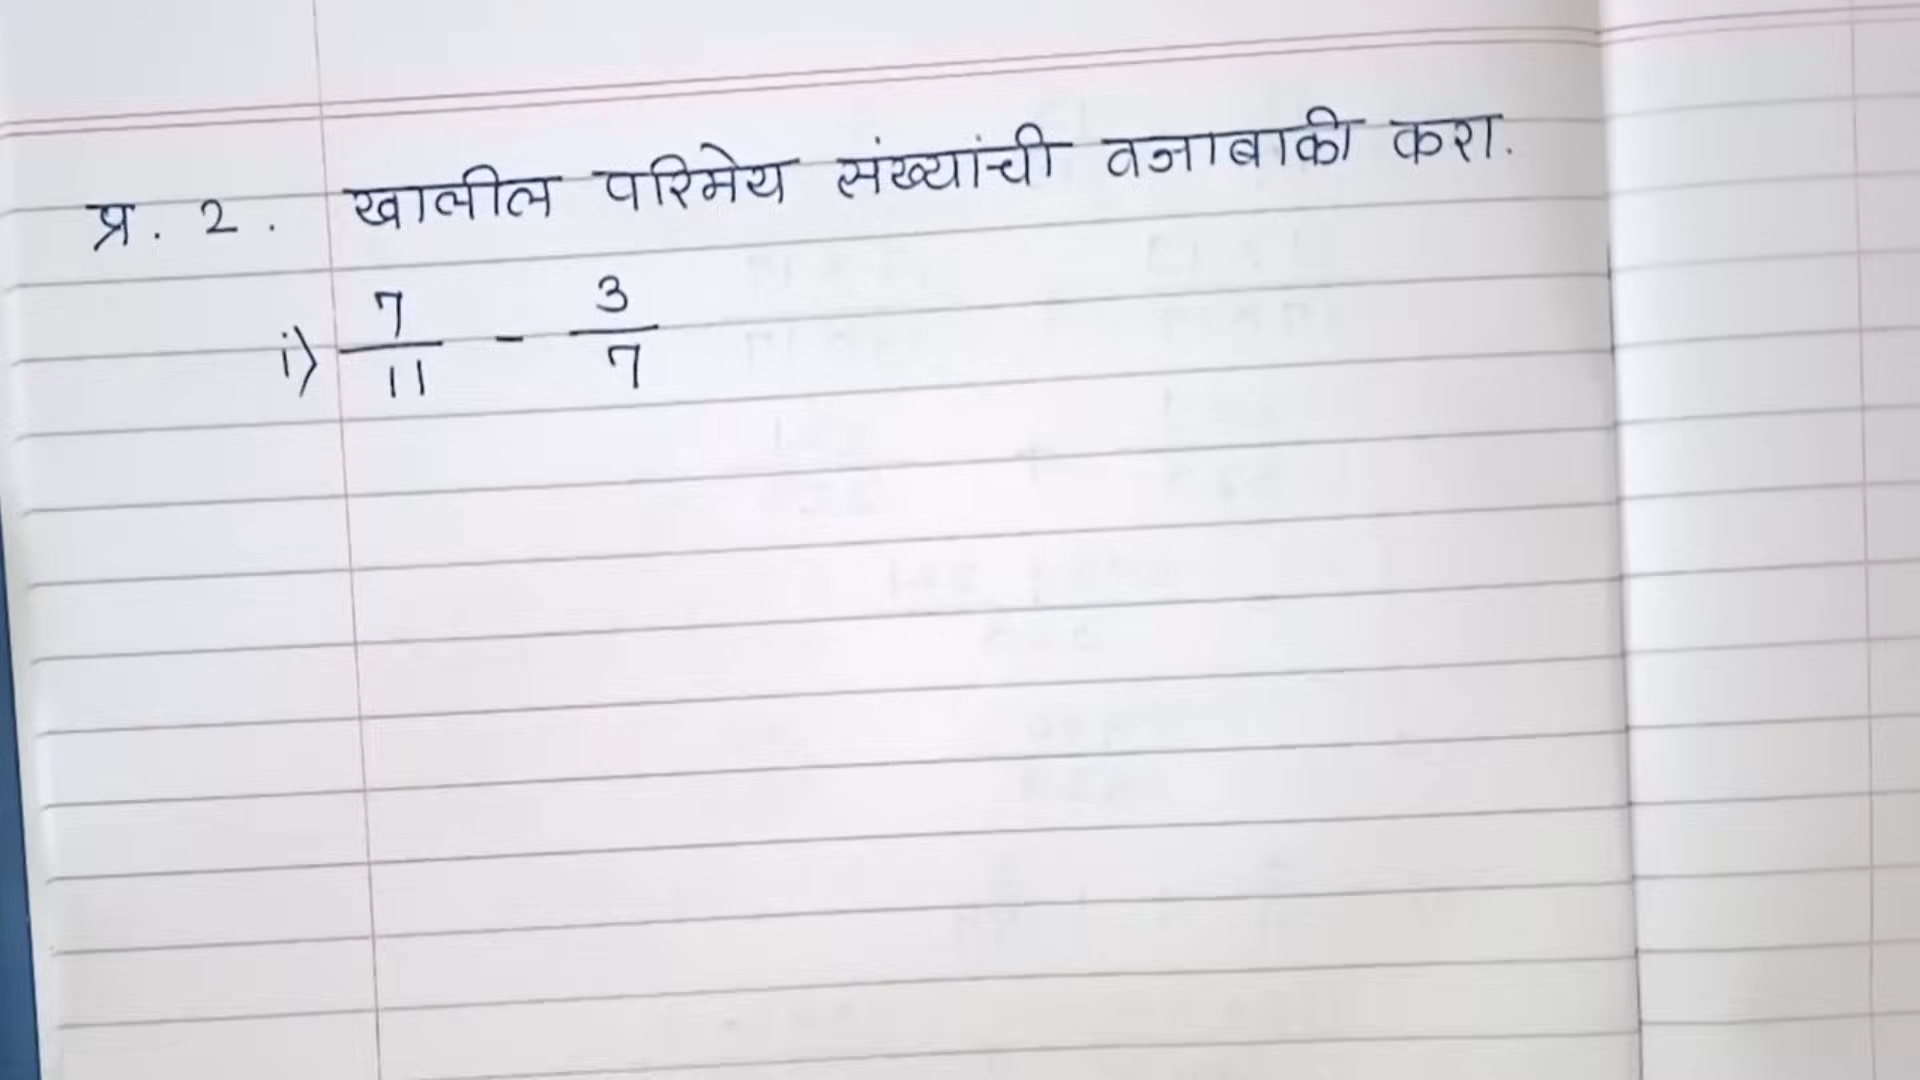 प्र. 2. खालील परिमेय संख्यांची वजाबाकी करा.
i) 7/11 - 3/7